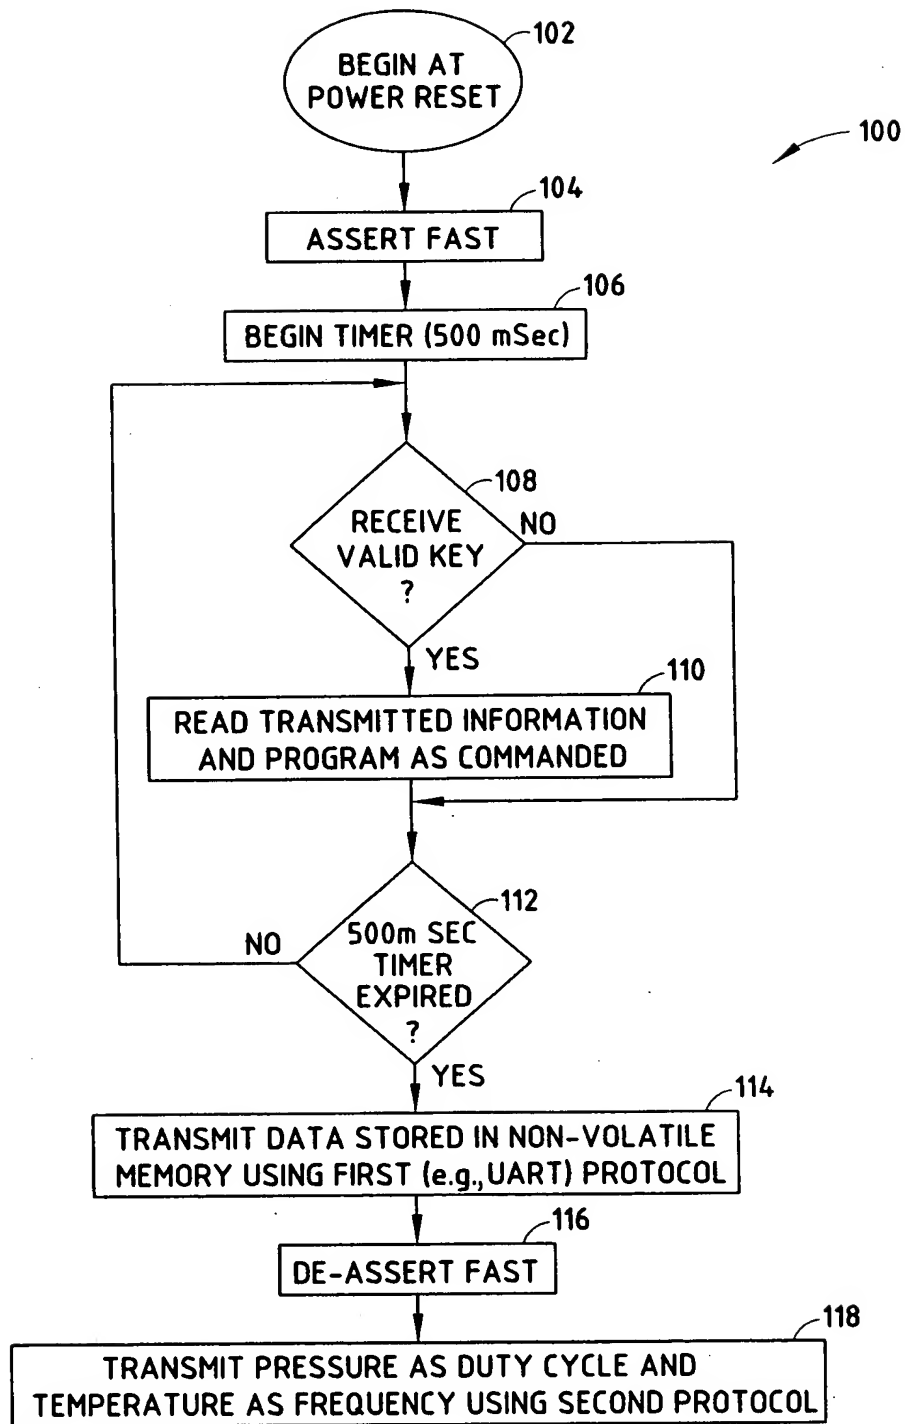 102
BEGIN AT
POWER RESET
100
104
ASSERT FAST
106
BEGIN TIMER (500 mSec)
108
RECEIVE
VALID KEY
?
NO
YES
110
READ TRANSMITTED INFORMATION
AND PROGRAM AS COMMANDED
112
500m SEC
TIMER
EXPIRED
?
NO
YES
114
TRANSMIT DATA STORED IN NON-VOLATILE
MEMORY USING FIRST (e.g.,UART) PROTOCOL
116
DE-ASSERT FAST
118
TRANSMIT PRESSURE AS DUTY CYCLE AND
TEMPERATURE AS FREQUENCY USING SECOND PROTOCOL